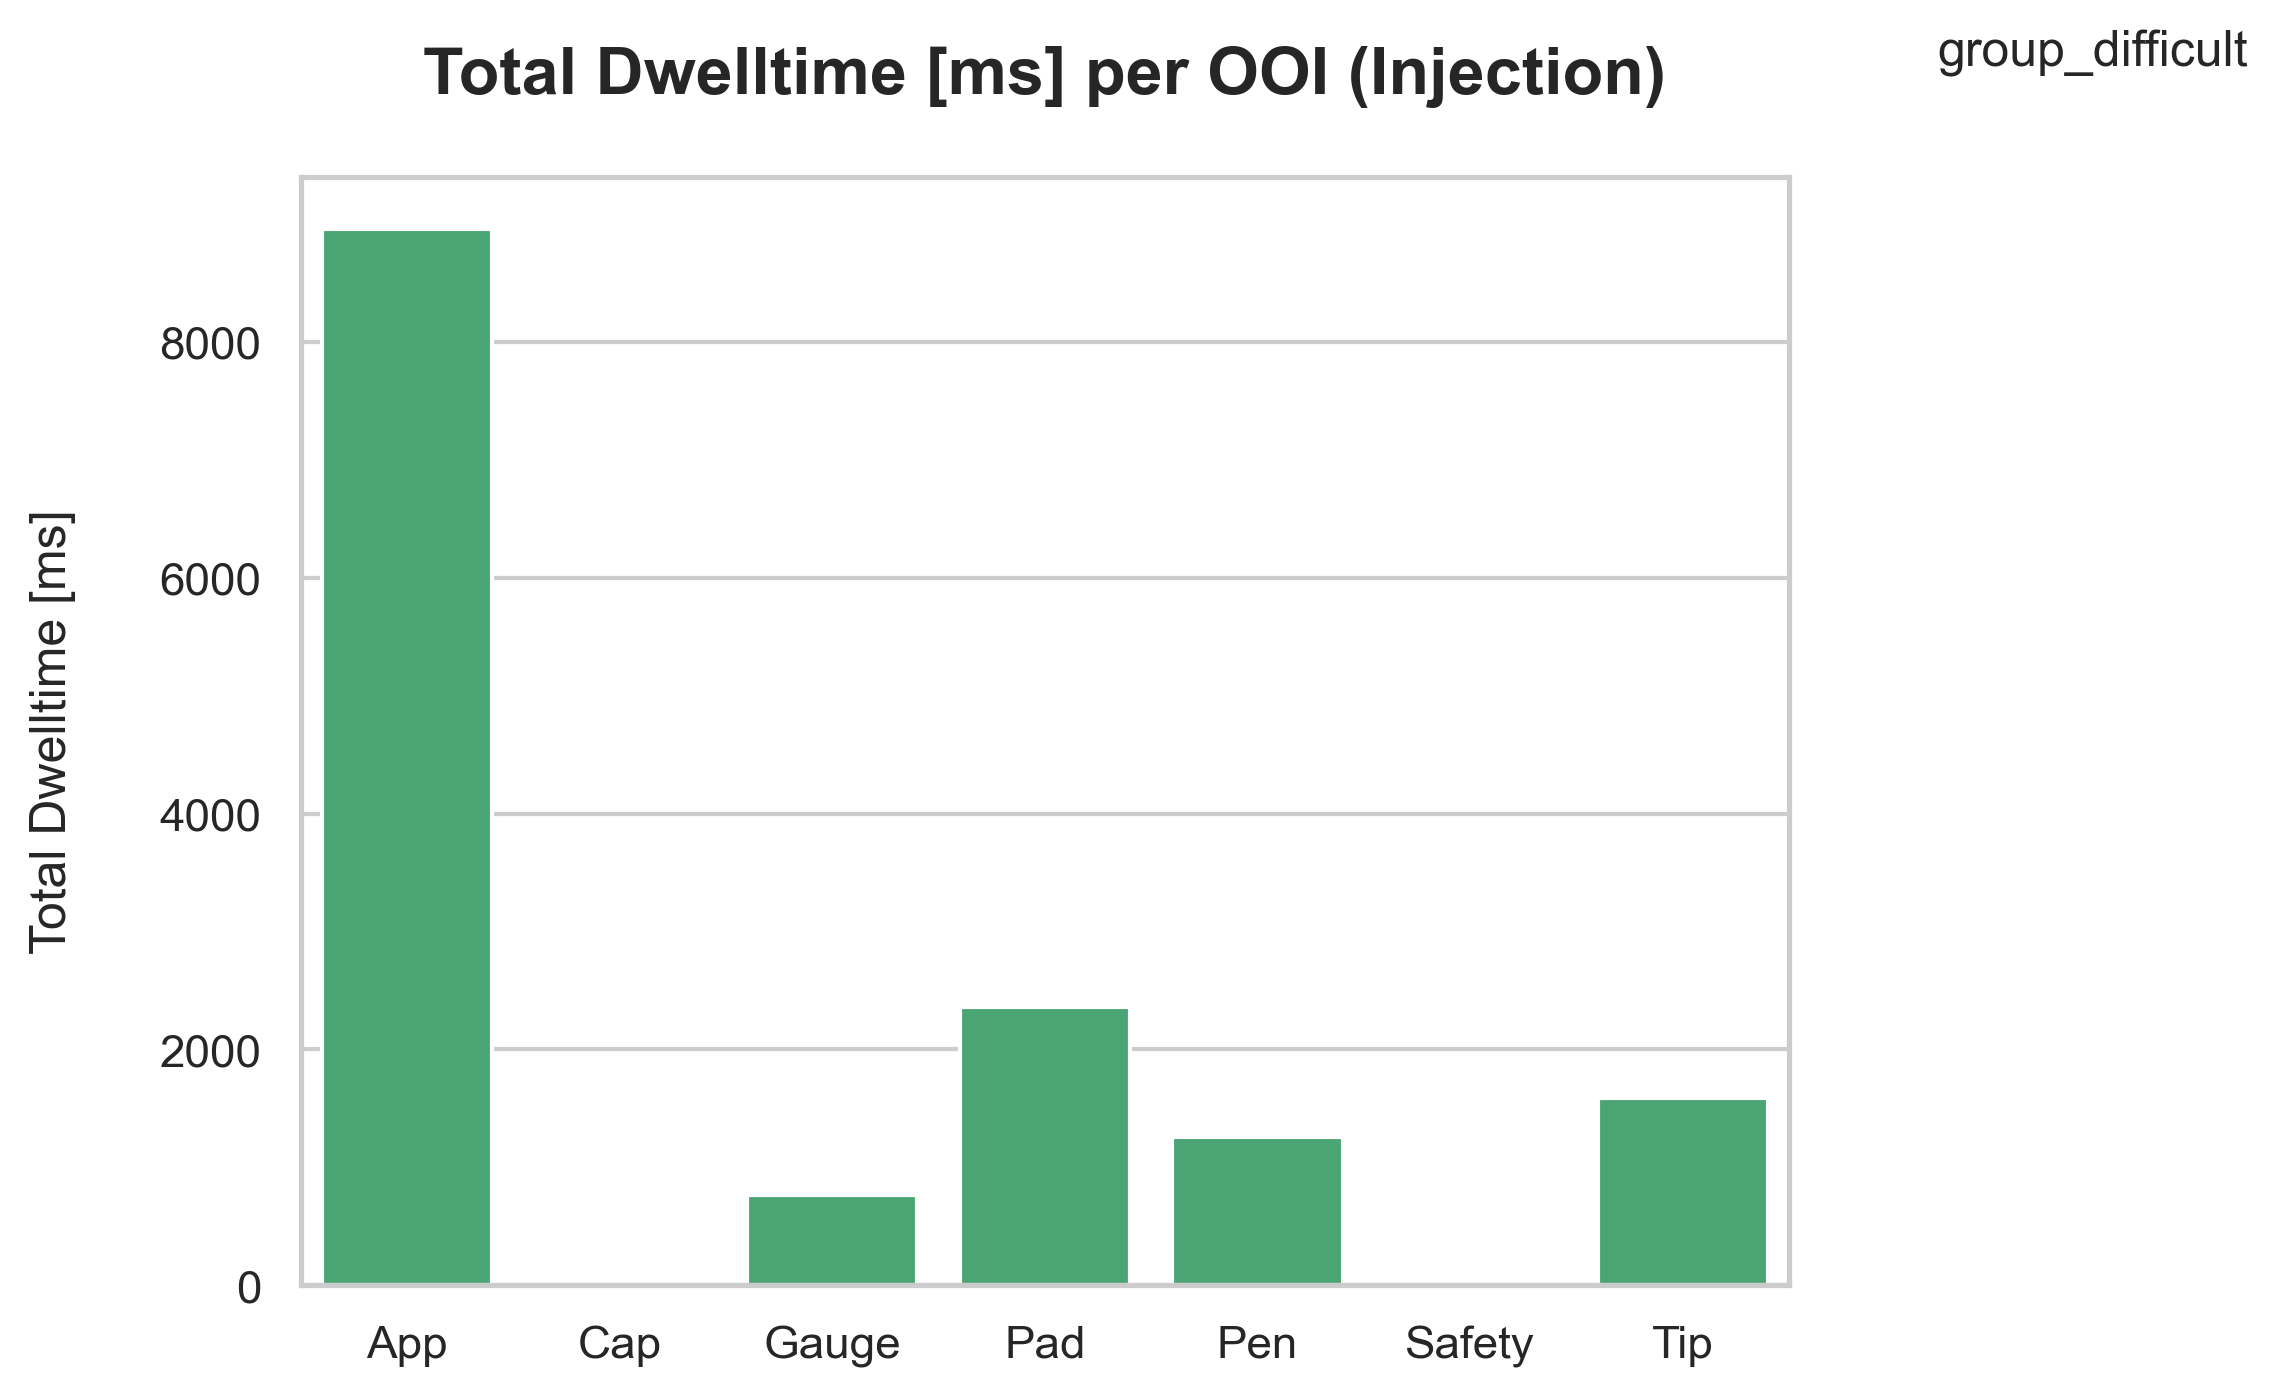 group_difficult
Total Dwelltime [ms] per OOI (Injection)
Total Dwelltime [ms]
8000
6000
4000
2000
0
App Cap Gauge Pad Pen Safety Tip